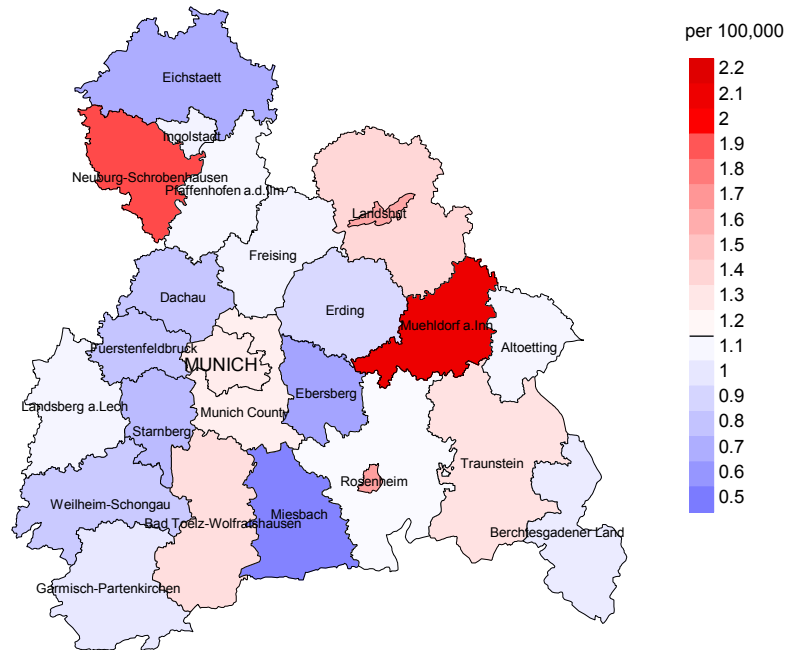 per 100,000
2.2
2.1
2
1.9
1.8
1.7
1.6
1.5
1.4
1.3
1.2
1.1
1
0.9
0.8
0.7
0.6
0.5
Eichstaett
Ingolstadt
Neuburg-Schrobenhausen
Pfaffenhofen a.d.Ilm
Landshut
Freising
Dachau
Erding
Muehldorf a.Inn
Fuerstenfeldbruck
Altoetting
MUNICH
Ebersberg
Landsberg a.Lech
Munich County
Starnberg
Traunstein
Rosenheim
Weilheim-Schongau
Miesbach
Bad Toelz-Wolfratshausen
Berchtesgadener Land
Garmisch-Partenkirchen